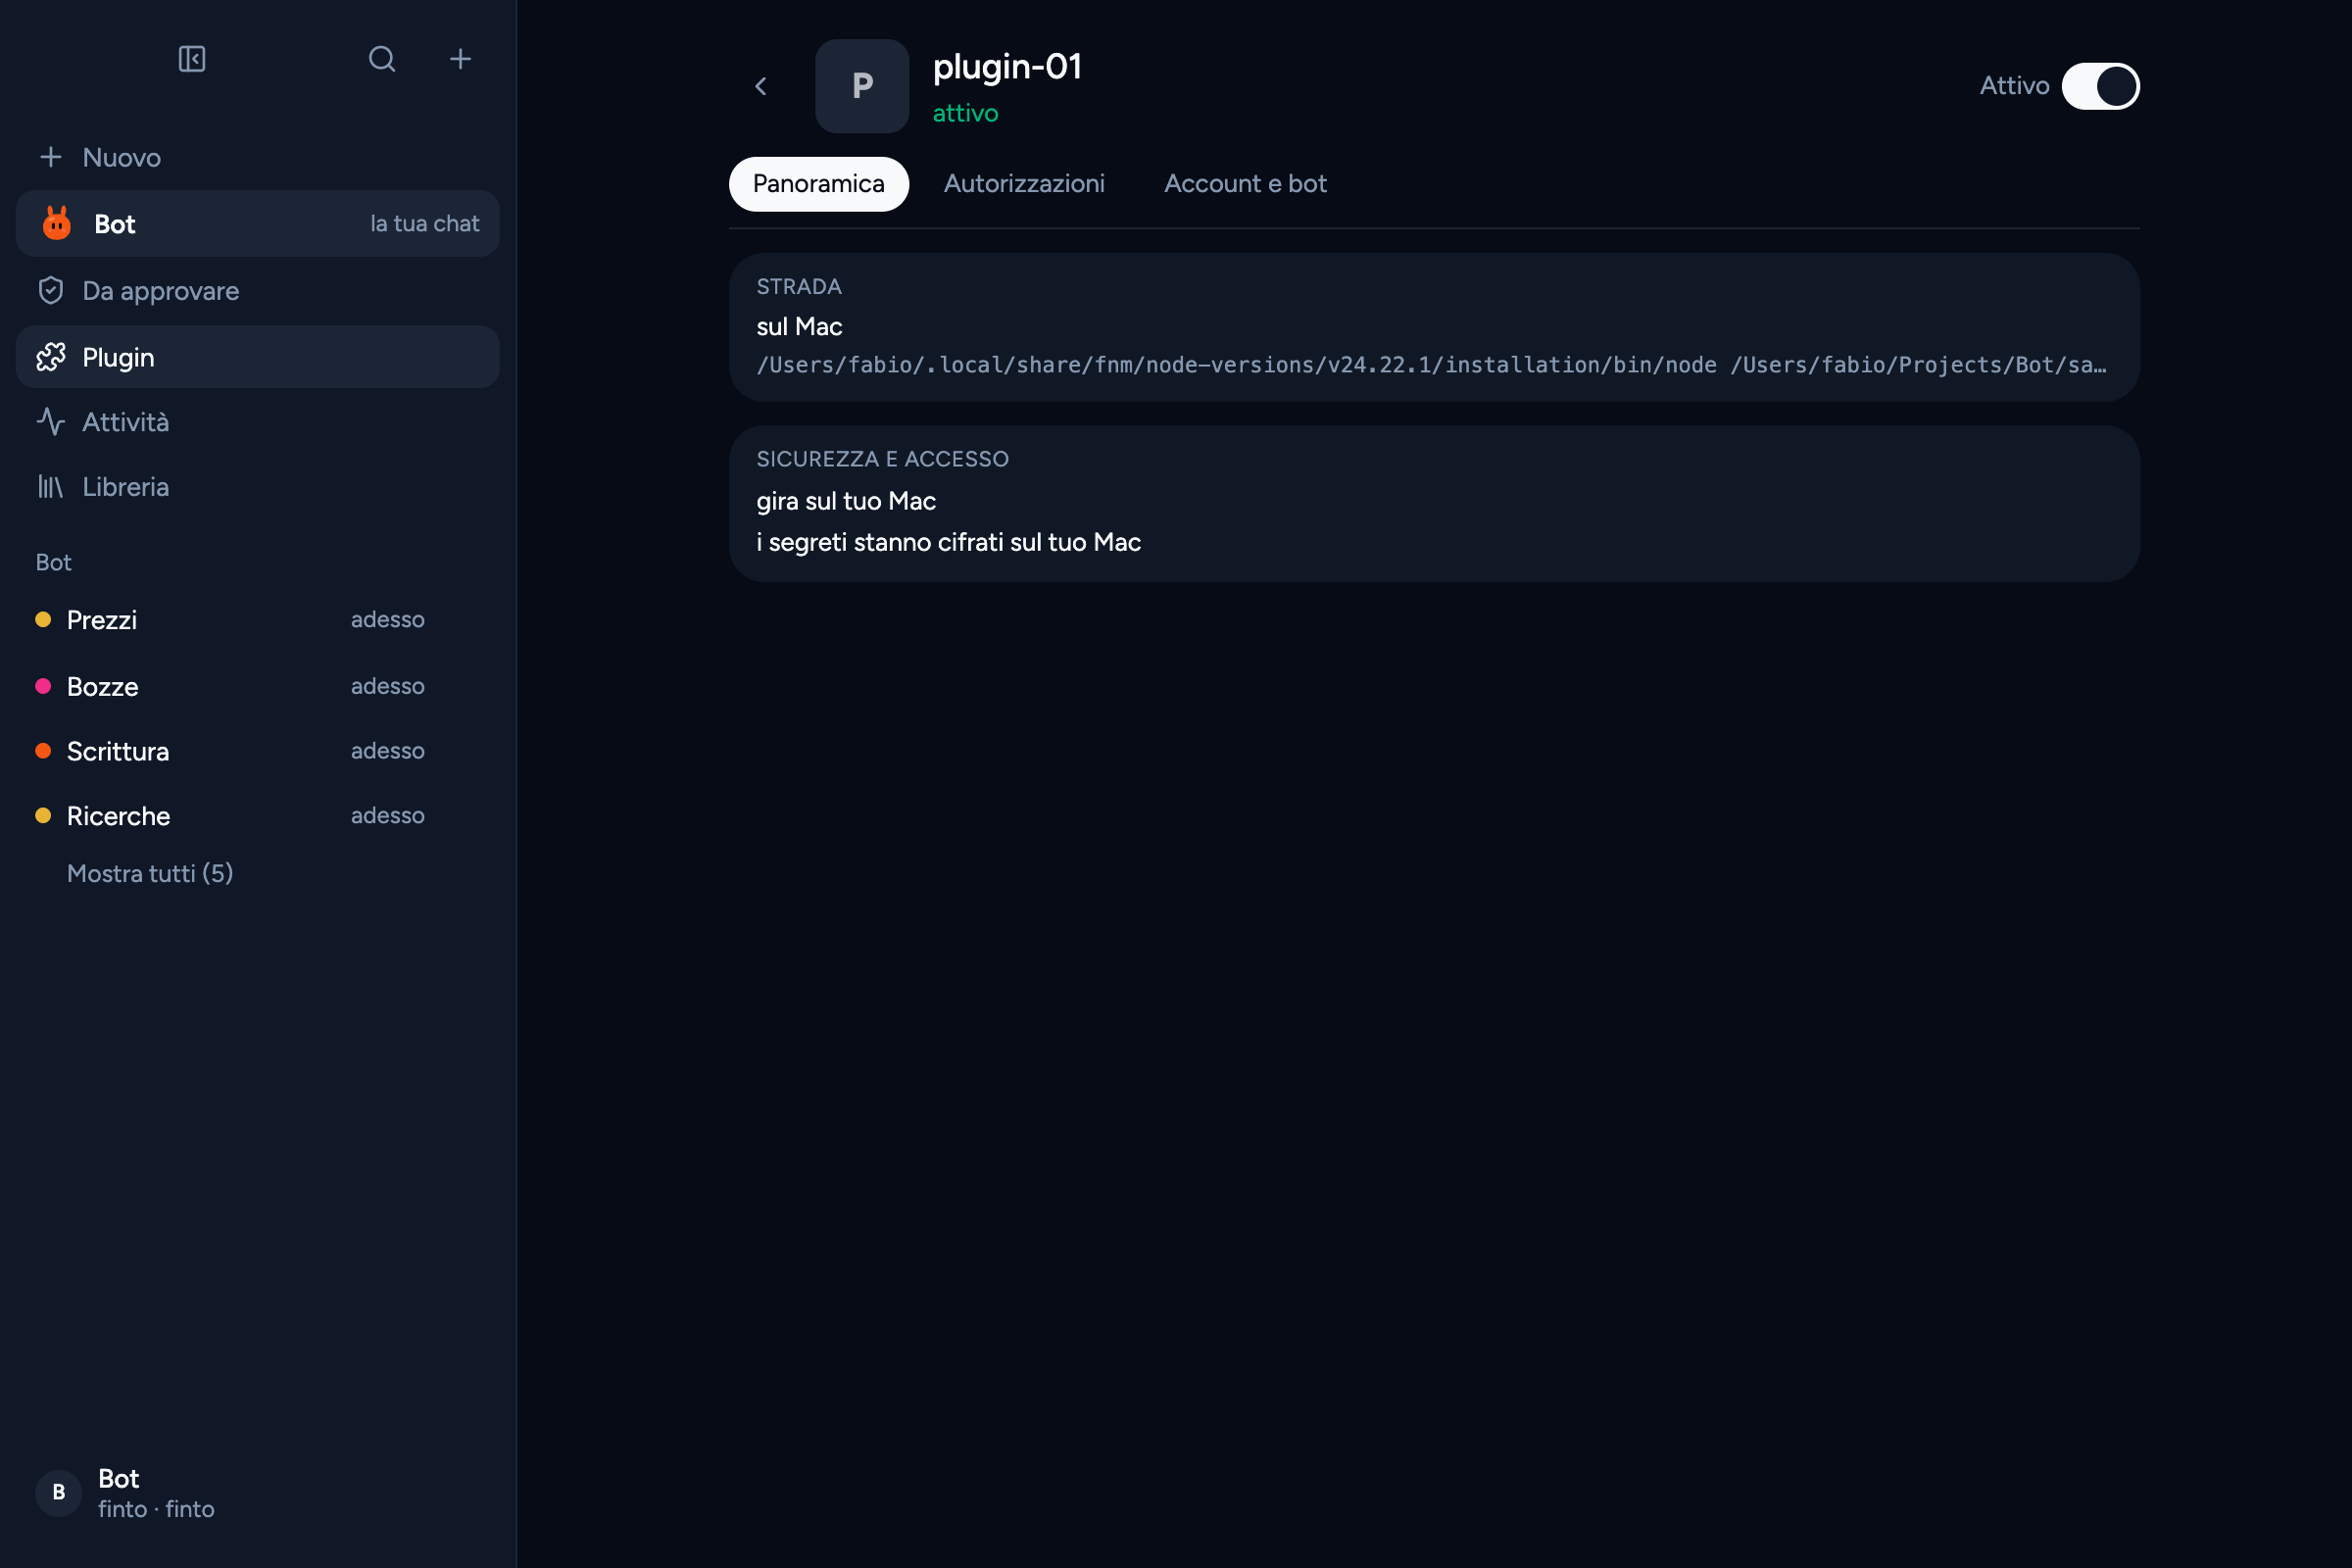 Nuovo
Bot
la tua chat
Da approvare
Plugin
Attività
Libreria
Bot
Prezzi
adesso
Bozze
adesso
Scrittura
adesso
Ricerche
adesso
Mostra tutti (5)
B
Bot
finto · finto
P
plugin-01
attivo
Attivo
Panoramica
Autorizzazioni
Account e bot
STRADA
sul Mac
/Users/fabio/.local/share/fnm/node-versions/v24.22.1/installation/bin/node /Users/fabio/Projects/Bot/sa…
SICUREZZA E ACCESSO
gira sul tuo Mac
i segreti stanno cifrati sul tuo Mac